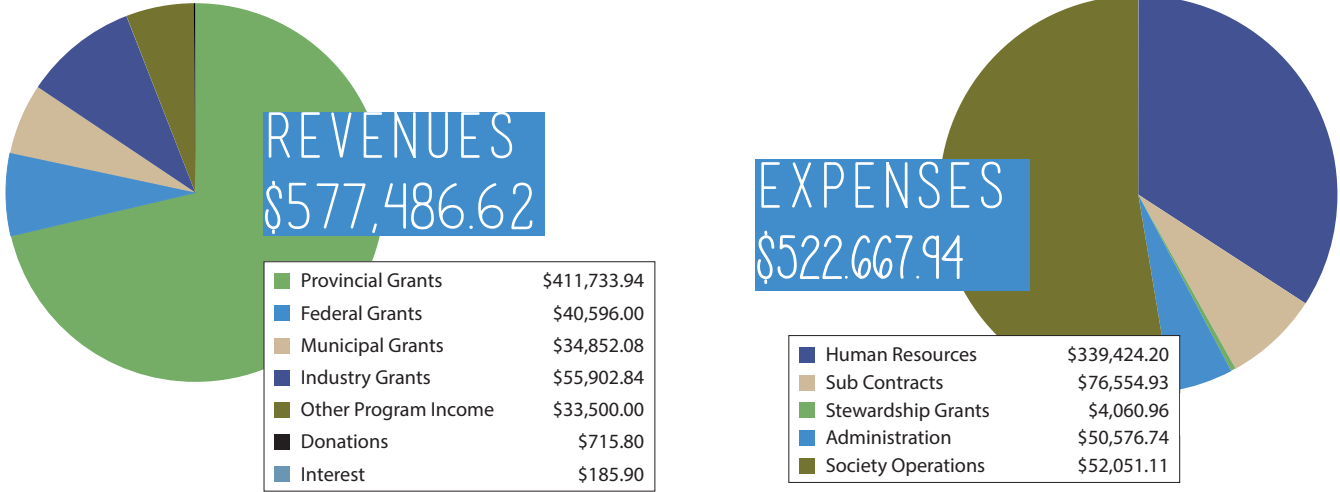 REVENUES
$577,486.62
Provincial Grants $411,733.94
Federal Grants $40,596.00
Municipal Grants $34,852.08
Industry Grants $55,902.84
Other Program Income $33,500.00
Donations $715.80
Interest $185.90
EXPENSES
$522.667.94
Human Resources $339,424.20
Sub Contracts $76,554.93
Stewardship Grants $4,060.96
Administration $50,576.74
Society Operations $52,051.11